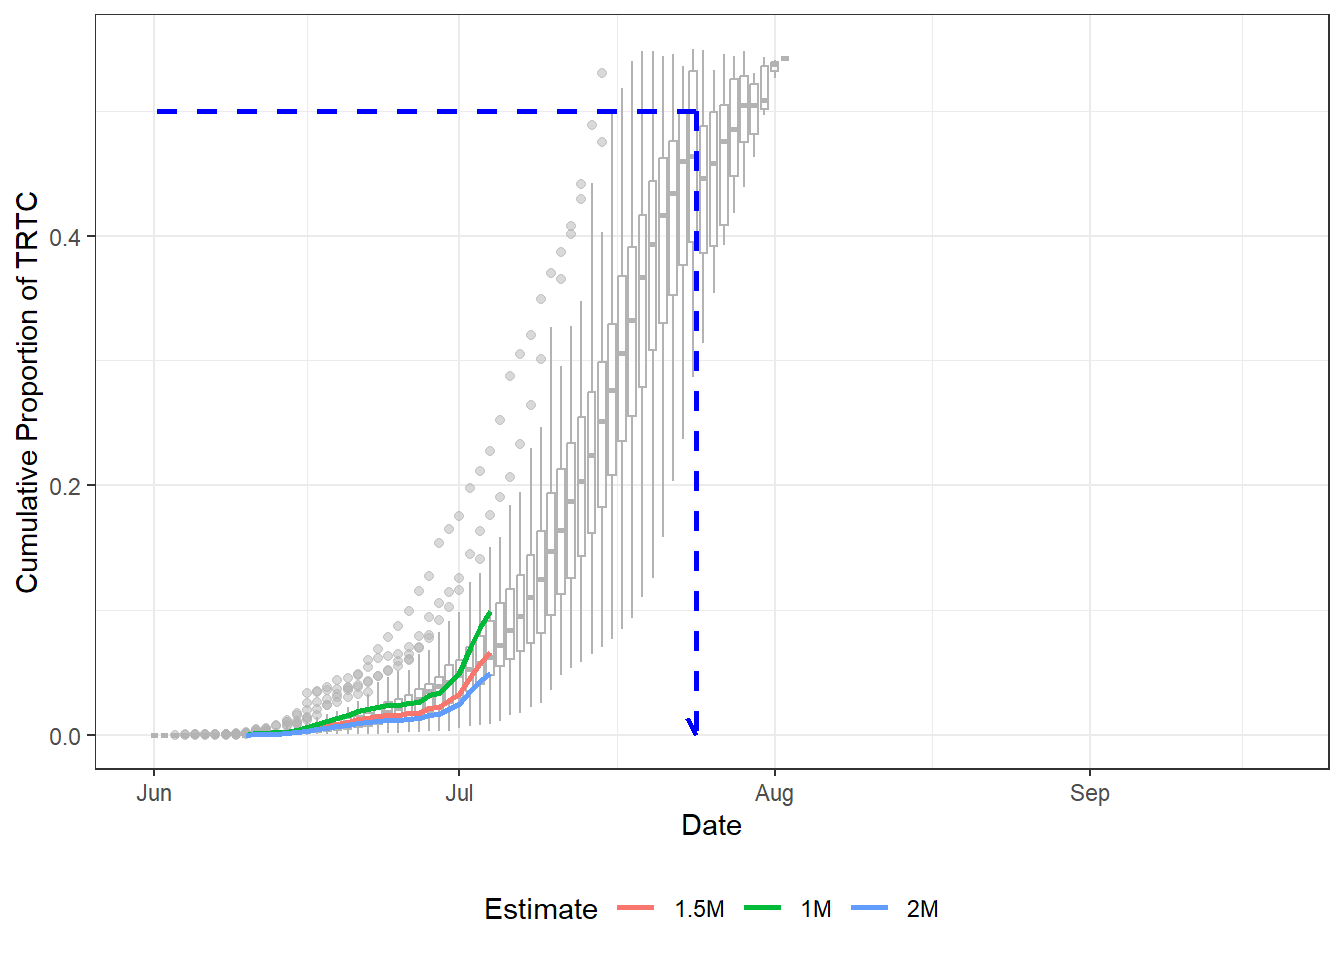 Cumulative Proportion of TRTC
0.4
0.2
0.0
Jun Jul Aug Sep
Date
Estimate 1.5M 1M 2M